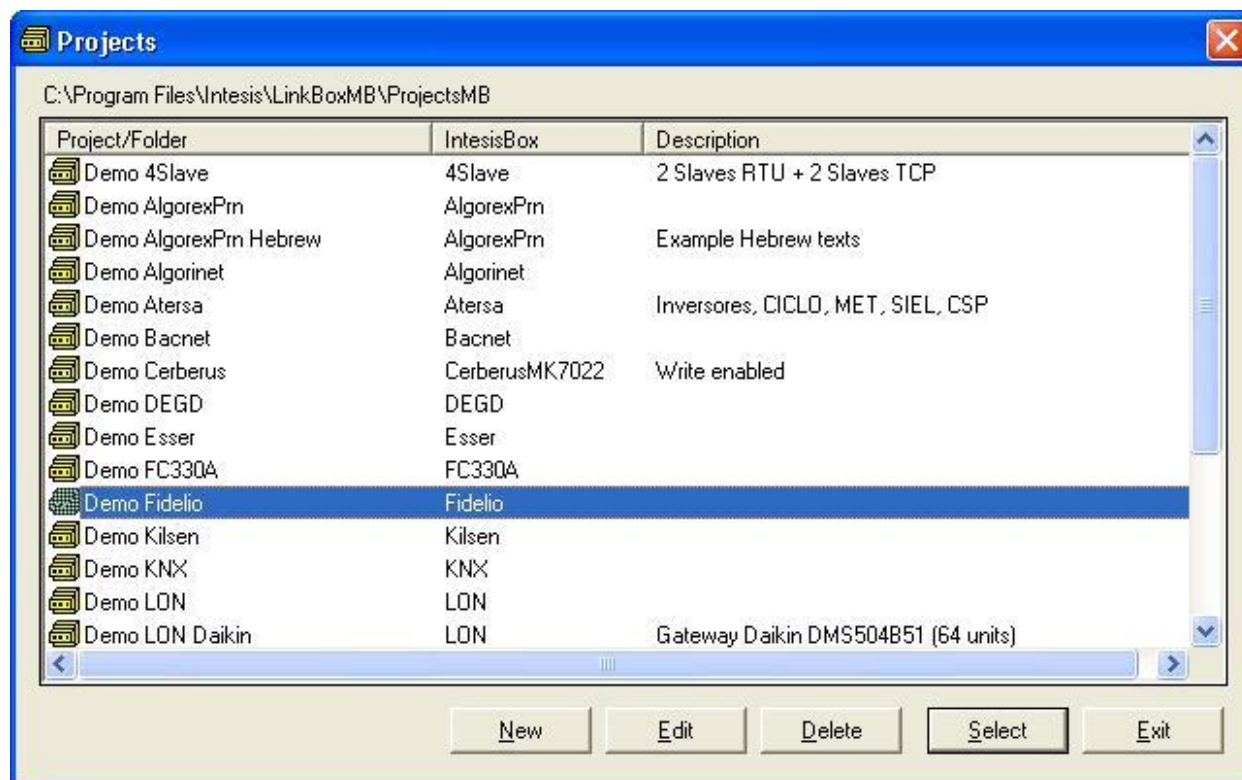 Projects
C:\Program Files\Intesis\LinkBoxMB\ProjectsMB
Project/Folder IntesisBox Description
Demo 4Slave 4Slave 2 Slaves RTU + 2 Slaves TCP
Demo AlgorexPrn AlgorexPrn
Demo AlgorexPrn Hebrew AlgorexPrn Example Hebrew texts
Demo Algorinet Algorinet
Demo Atersa Atersa Inversores, CICLO, MET, SIEL, CSP
Demo Bacnet Bacnet
Demo Cerberus CerberusMK7022 Write enabled
Demo DEGD DEGD
Demo Esser Esser
Demo FC330A FC330A
Demo Fidelio Fidelio
Demo Kilsen Kilsen
Demo KNX KNX
Demo LON LON
Demo LON Daikin LON Gateway Daikin DMS504B51 (64 units)
New Edit Delete Select Exit